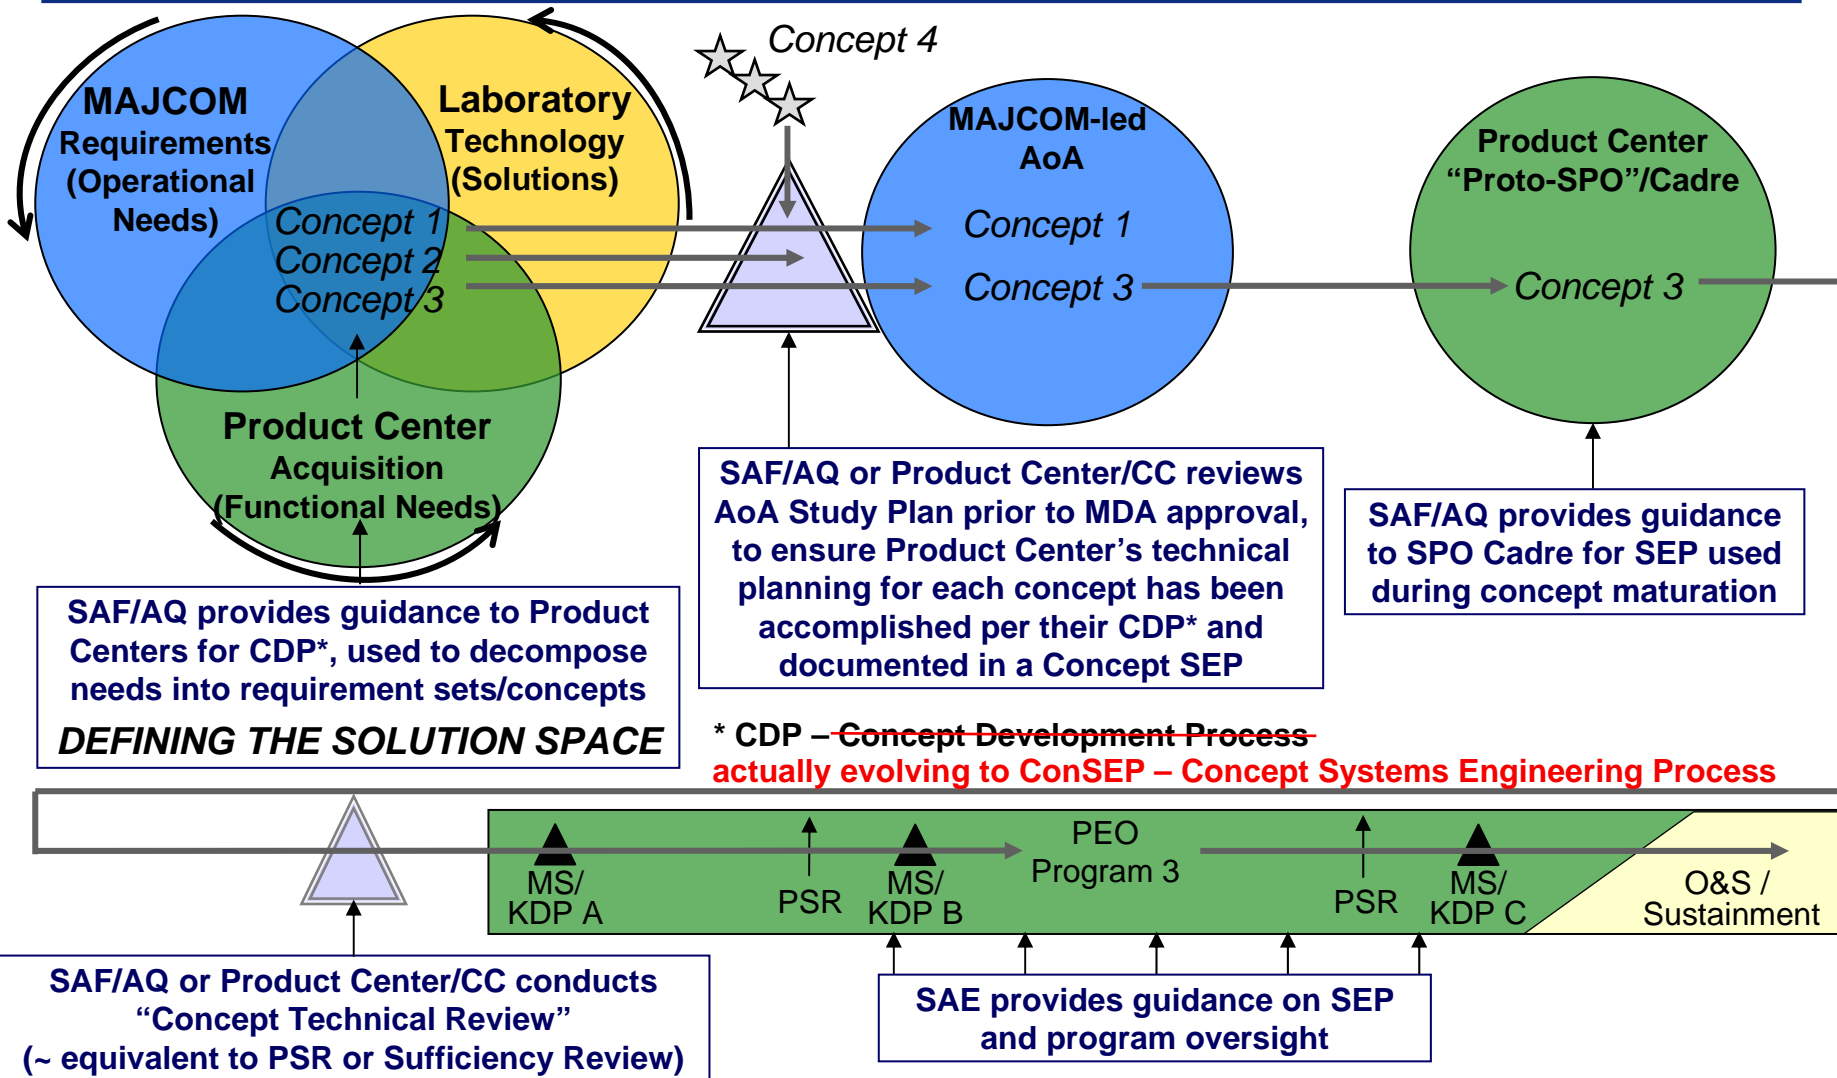 MAJCOM
Requirements
(Operational
Needs)
Laboratory
Technology
(Solutions)
Concept 1
Concept 2
Concept 3
Product Center
Acquisition
(Functional Needs)
Concept 4
MAJCOM-led
AoA
Concept 1
Concept 3
Product Center
“Proto-SPO”/Cadre
Concept 3
SAF/AQ provides guidance to Product
Centers for CDP*, used to decompose
needs into requirement sets/concepts
DEFINING THE SOLUTION SPACE
SAF/AQ or Product Center/CC reviews
AoA Study Plan prior to MDA approval,
to ensure Product Center’s technical
planning for each concept has been
accomplished per their CDP* and
documented in a Concept SEP
SAF/AQ provides guidance
to SPO Cadre for SEP used
during concept maturation
* CDP – Concept Development Process
actually evolving to ConSEP – Concept Systems Engineering Process
MS/
KDP A
PSR
MS/
KDP B
PEO
Program 3
PSR
MS/
KDP C
O&S /
Sustainment
SAF/AQ or Product Center/CC conducts
“Concept Technical Review”
(~ equivalent to PSR or Sufficiency Review)
SAE provides guidance on SEP
and program oversight